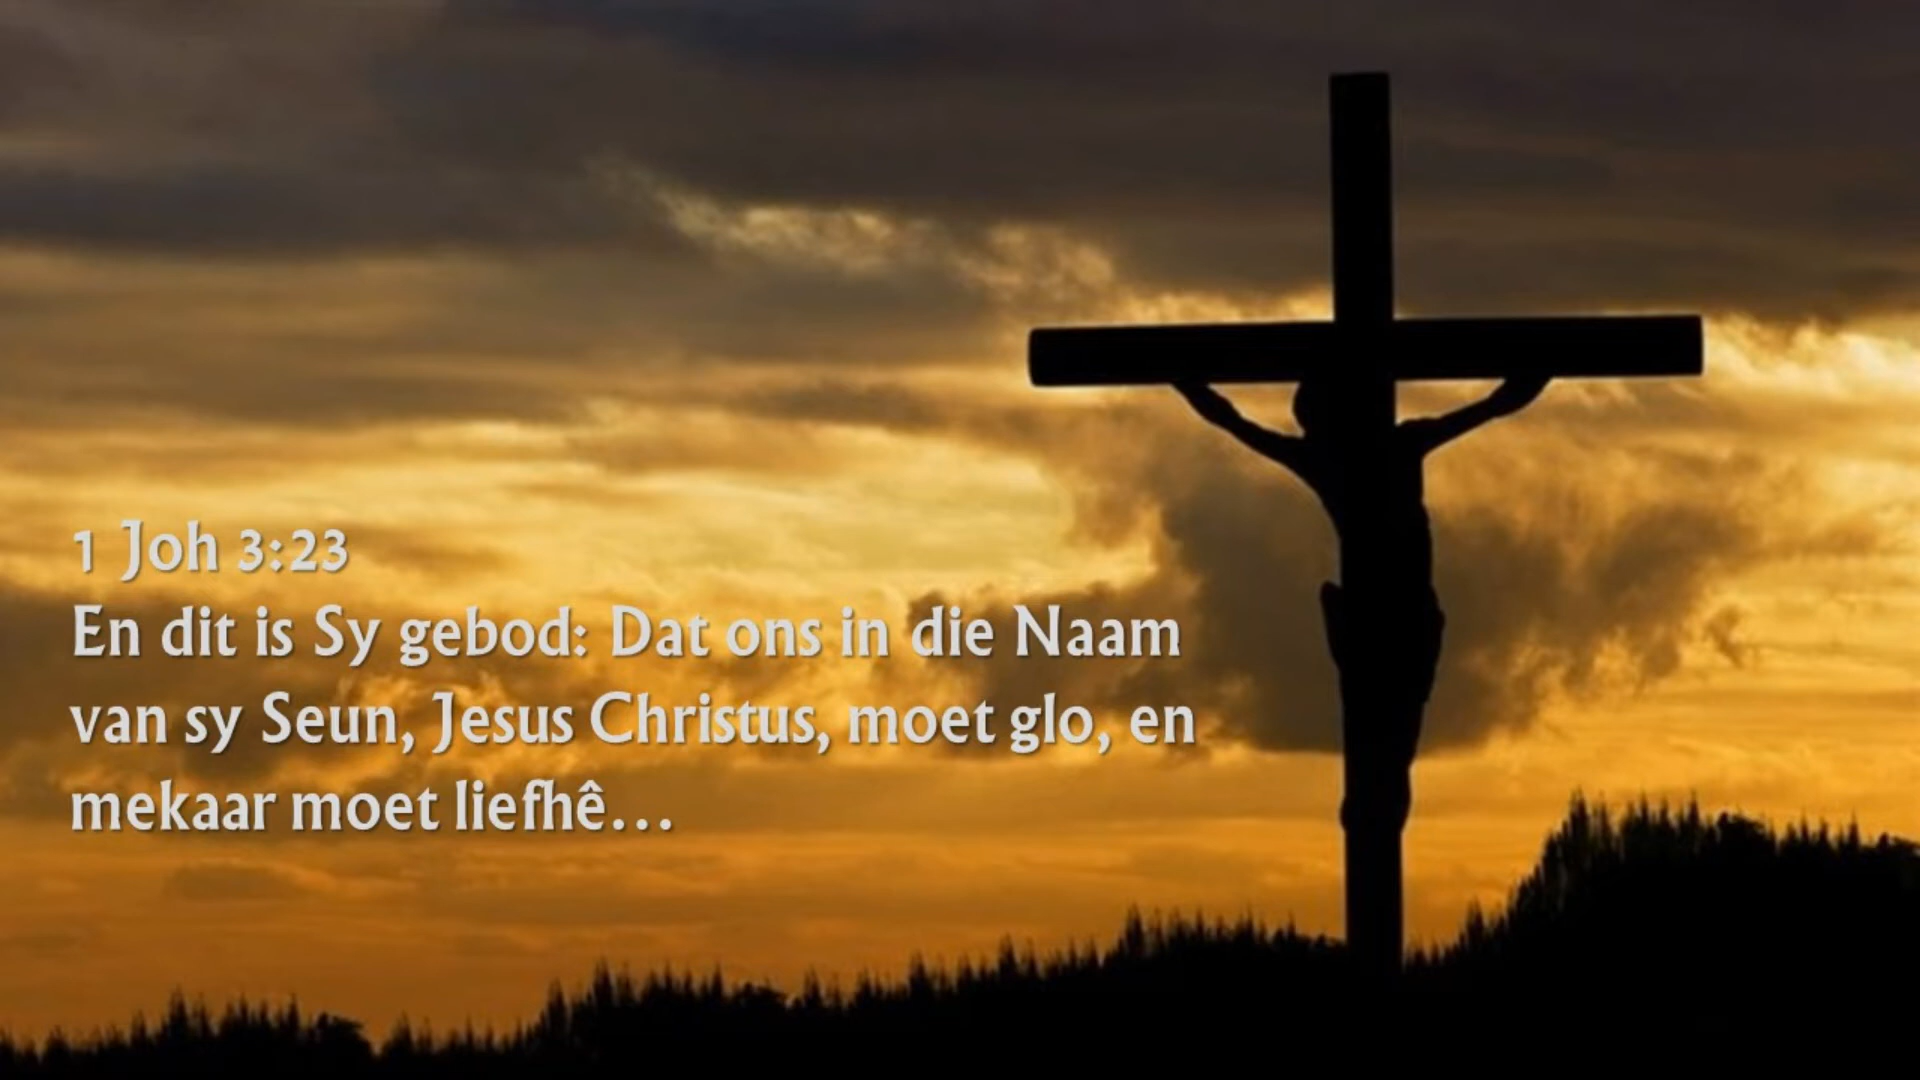 1 Joh 3:23
En dit is Sy gebod: Dat ons in die Naam
van sy Seun, Jesus Christus, moet glo, en
mekaar moet liefhê…